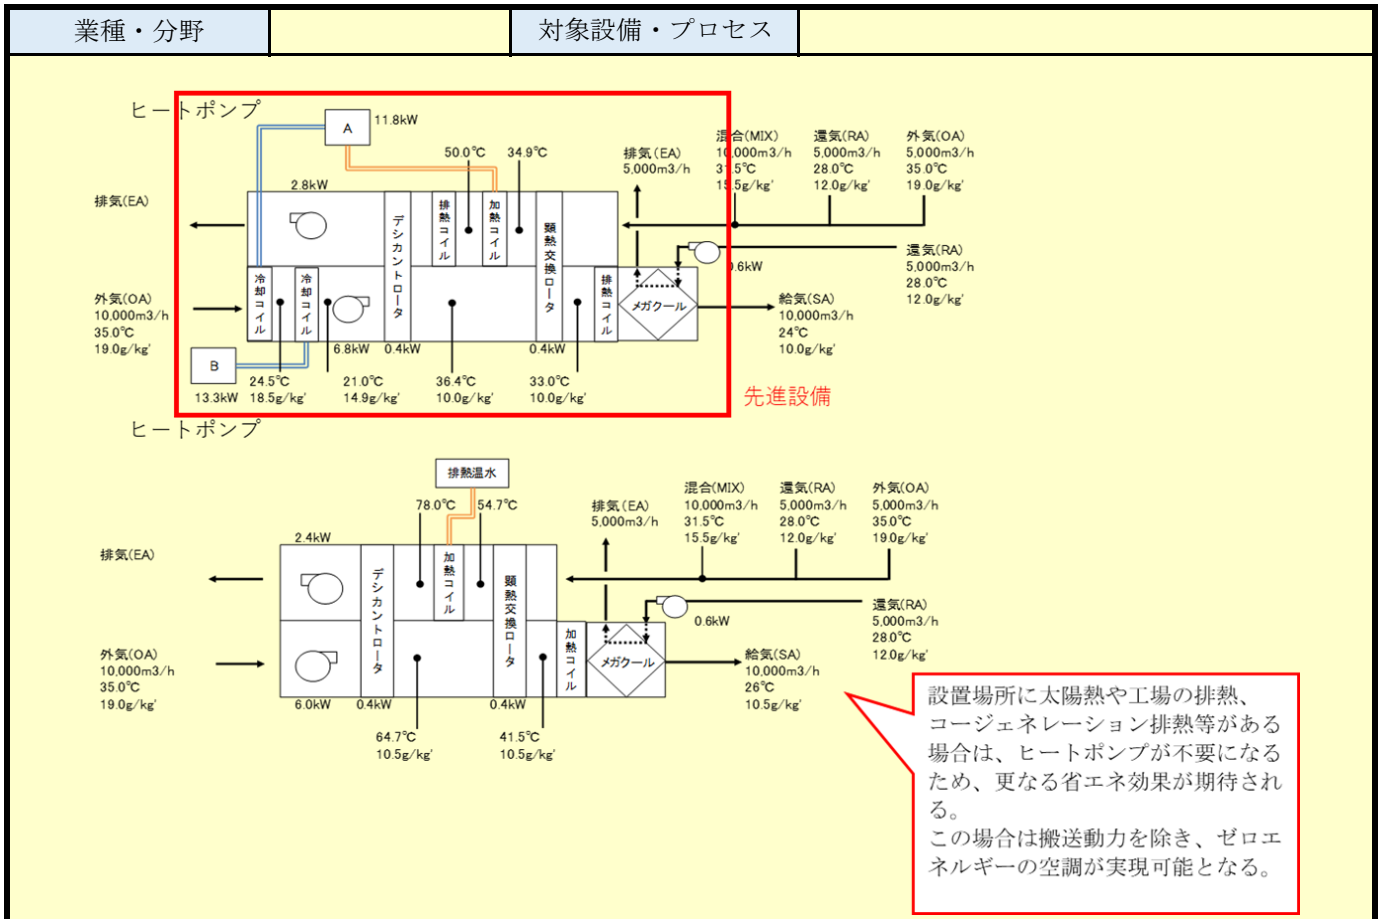 業種・分野
対象設備・プロセス
ヒートポンプ
A
11.8kW
50.0℃
34.9℃
排気(EA)
5,000m3/h
混合(MIX)
10,000m3/h
31.5℃
15.5g/kg'
還気(RA)
5,000m3/h
28.0℃
12.0g/kg'
外気(OA)
5,000m3/h
35.0℃
19.0g/kg'
排気(EA)
2.8kW
デシカントロータ
排熱コイル
加熱コイル
顕熱交換ロータ
還気(RA)
5,000m3/h
28.0℃
12.0g/kg'
0.6kW
外気(OA)
10,000m3/h
35.0℃
19.0g/kg'
冷却コイル
冷却コイル
排熱コイル
メガクール
給気(SA)
10,000m3/h
24℃
10.0g/kg'
6.8kW
0.4kW
0.4kW
B
13.3kW
24.5℃
18.5g/kg'
21.0℃
14.9g/kg'
36.4℃
10.0g/kg'
33.0℃
10.0g/kg'
先進設備
ヒートポンプ
排熱温水
78.0℃
54.7℃
排気(EA)
5,000m3/h
混合(MIX)
10,000m3/h
31.5℃
15.5g/kg'
還気(RA)
5,000m3/h
28.0℃
12.0g/kg'
外気(OA)
5,000m3/h
35.0℃
19.0g/kg'
排気(EA)
2.4kW
デシカントロータ
加熱コイル
顕熱交換ロータ
還気(RA)
5,000m3/h
28.0℃
12.0g/kg'
0.6kW
外気(OA)
10,000m3/h
35.0℃
19.0g/kg'
加熱コイル
メガクール
給気(SA)
10,000m3/h
26℃
10.5g/kg'
6.0kW
0.4kW
0.4kW
64.7℃
10.5g/kg'
41.5℃
10.5g/kg'
設置場所に太陽熱や工場の排熱、
コージェネレーション排熱等がある
場合は、ヒートポンプが不要になる
ため、更なる省エネ効果が期待され
る。
この場合は搬送動力を除き、ゼロエ
ネルギーの空調が実現可能となる。